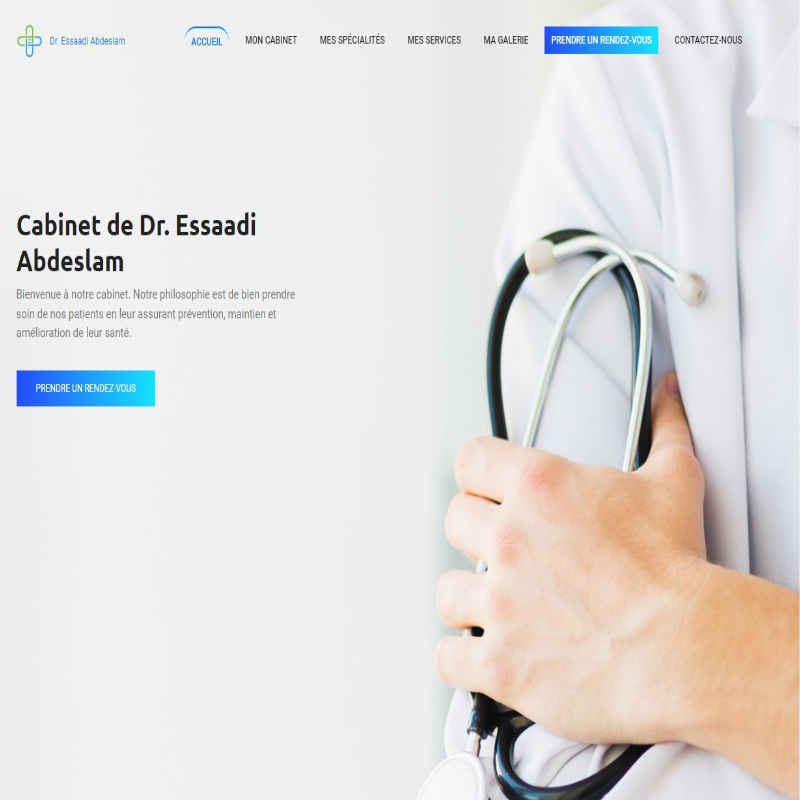 Dr. Essaadi Abdeslam
ACCUEIL
MON CABINET
MES SPÉCIALITÉS
MES SERVICES
MA GALERIE
PRENDRE UN RENDEZ-VOUS
CONTACTEZ-NOUS
Cabinet de Dr. Essaadi
Abdeslam
Bienvenue à notre cabinet. Notre philosophie est de bien prendre
soin de nos patients en leur assurant prévention, maintien et
amélioration de leur santé.
PRENDRE UN RENDEZ-VOUS